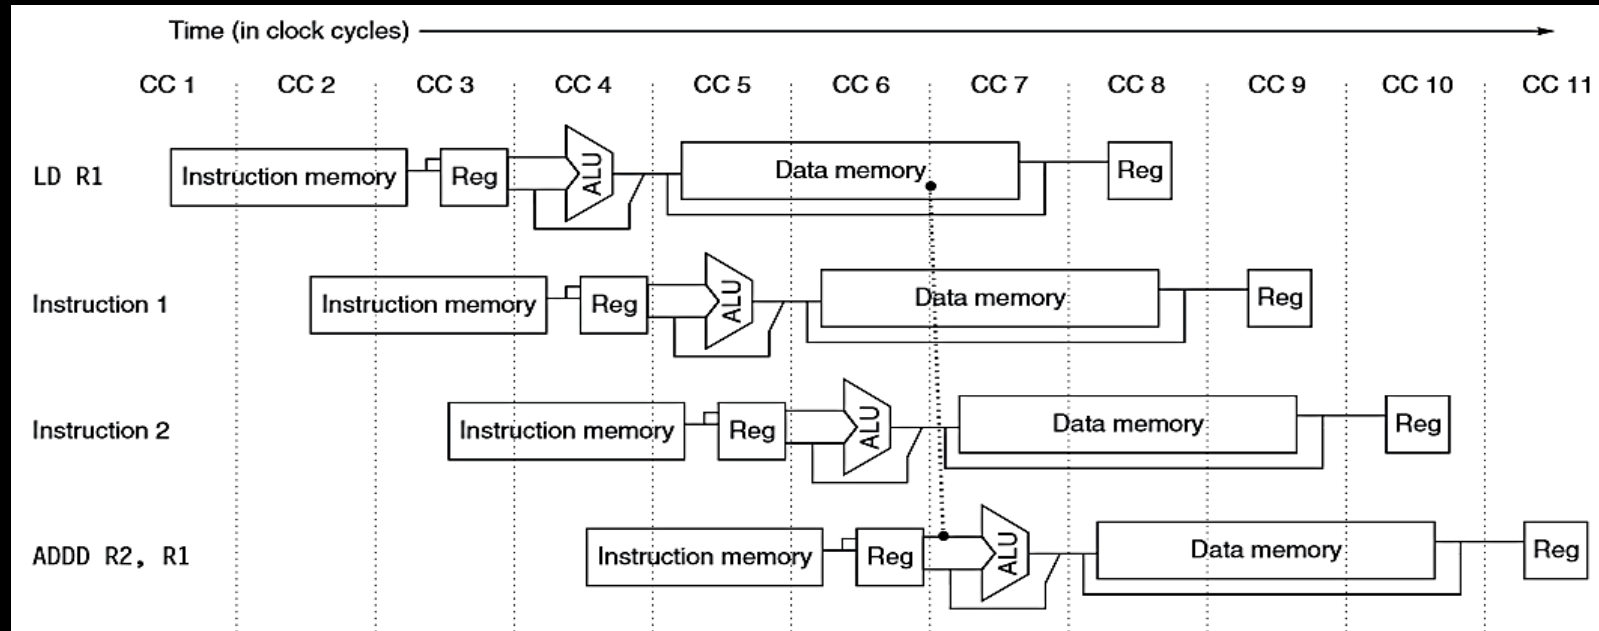 Time (in clock cycles)
CC 1 CC 2 CC 3 CC 4 CC 5 CC 6 CC 7 CC 8 CC 9 CC 10 CC 11
LD R1 Instruction memory Reg ALU Data memory Reg
Instruction 1 Instruction memory Reg ALU Data memory Reg
Instruction 2 Instruction memory Reg ALU Data memory Reg
ADDD R2, R1 Instruction memory Reg ALU Data memory Reg